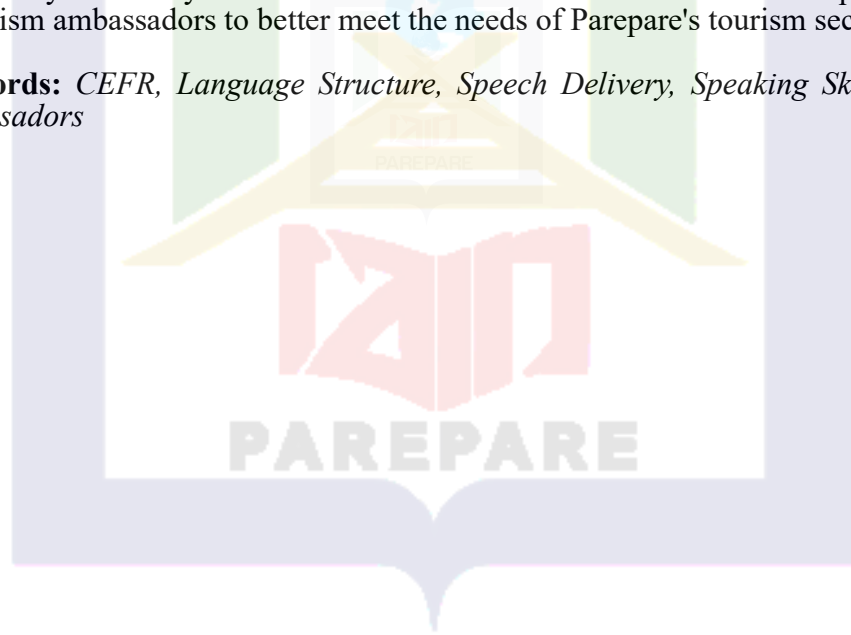 ism ambassadors to better meet the needs of Parepare's tourism sec
ords: CEFR, Language Structure, Speech Delivery, Speaking Sk
sadors
PAREPARE
PAREPARE